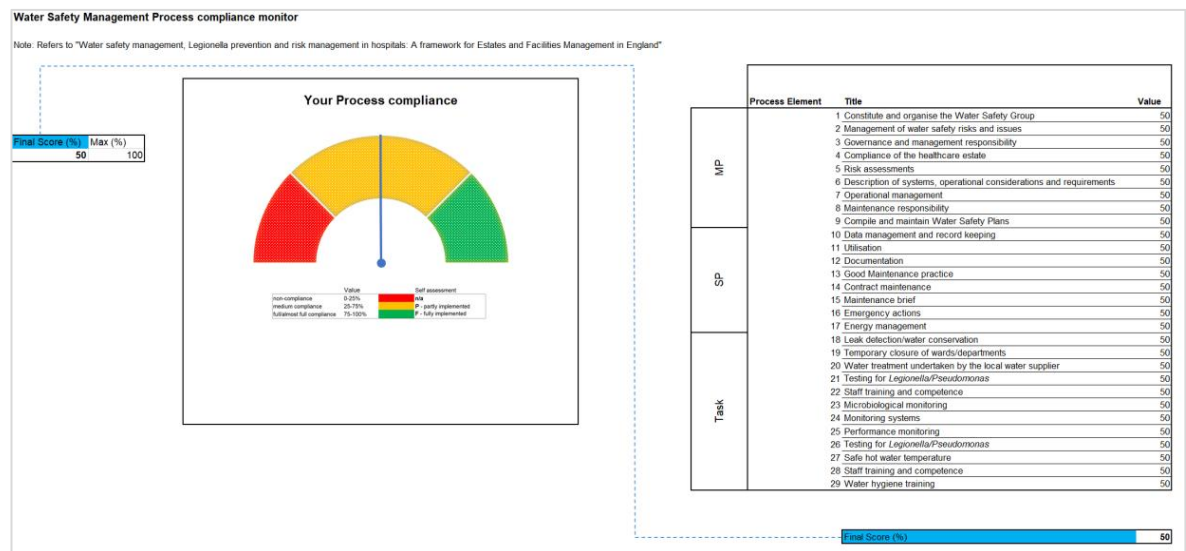 Water Safety Management Process compliance monitor
Note: Refers to "Water safety management, Legionella prevention and risk management in hospitals: A framework for Estates and Facilities Management in England"
Final Score (%) Max (%)
50 100
Your Process compliance
Value Self assessment
non-compliance 0-25% n/a
medium compliance 25-75% P - partly implemented
full/almost full compliance 75-100% F - fully implemented
Process Element Title Value
MP
1 Constitute and organise the Water Safety Group 50
2 Management of water safety risks and issues 50
3 Governance and management responsibility 50
4 Compliance of the healthcare estate 50
5 Risk assessments 50
6 Description of systems, operational considerations and requirements 50
7 Operational management 50
8 Maintenance responsibility 50
9 Compile and maintain Water Safety Plans 50
SP
10 Data management and record keeping 50
11 Utilisation 50
12 Documentation 50
13 Good Maintenance practice 50
14 Contract maintenance 50
15 Maintenance brief 50
16 Emergency actions 50
17 Energy management 50
Task
18 Leak detection/water conservation 50
19 Temporary closure of wards/departments 50
20 Water treatment undertaken by the local water supplier 50
21 Testing for Legionella/Pseudomonas 50
22 Staff training and competence 50
23 Microbiological monitoring 50
24 Monitoring systems 50
25 Performance monitoring 50
26 Testing for Legionella/Pseudomonas 50
27 Safe hot water temperature 50
28 Staff training and competence 50
29 Water hygiene training 50
Final Score (%) 50